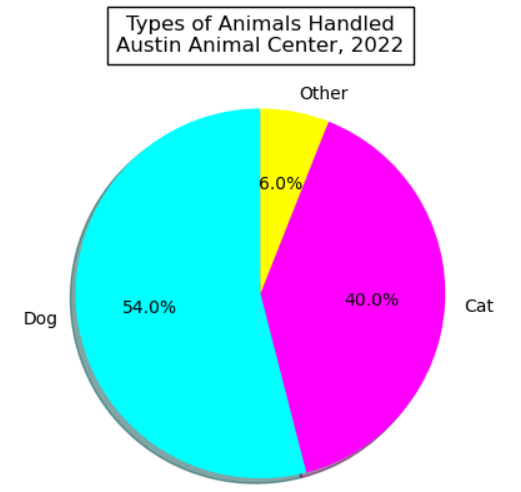 Types of Animals Handled
Austin Animal Center, 2022
Other
6.0%
54.0%
40.0%
Dog
Cat